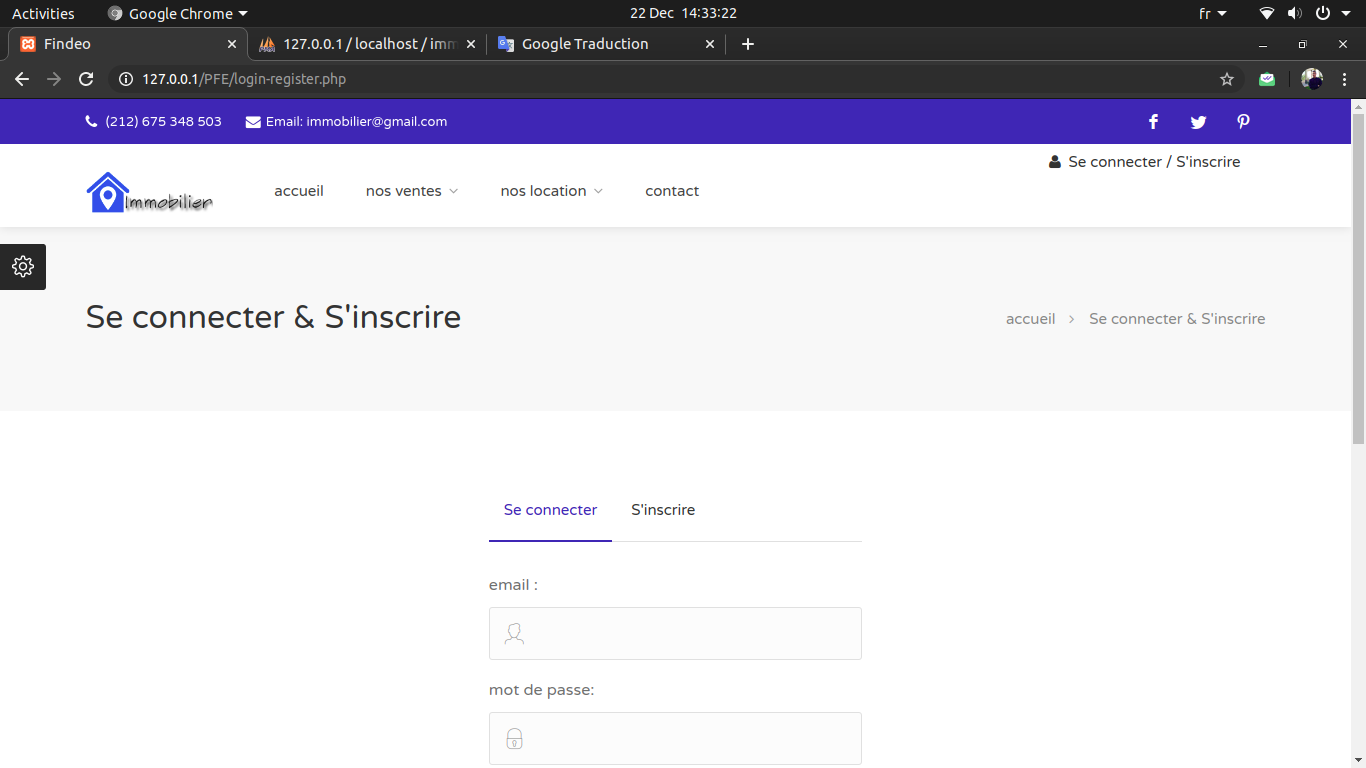 Activities Google Chrome 22 Dec 14:33:22 fr
Findeo 127.0.0.1 / localhost / imm Google Traduction
127.0.0.1/PFE/login-register.php
(212) 675 348 503 Email: immobilier@gmail.com
Se connecter / S'inscrire
Immobilier accueil nos ventes nos location contact
Se connecter & S'inscrire accueil Se connecter & S'inscrire
Se connecter S'inscrire
email :
mot de passe: